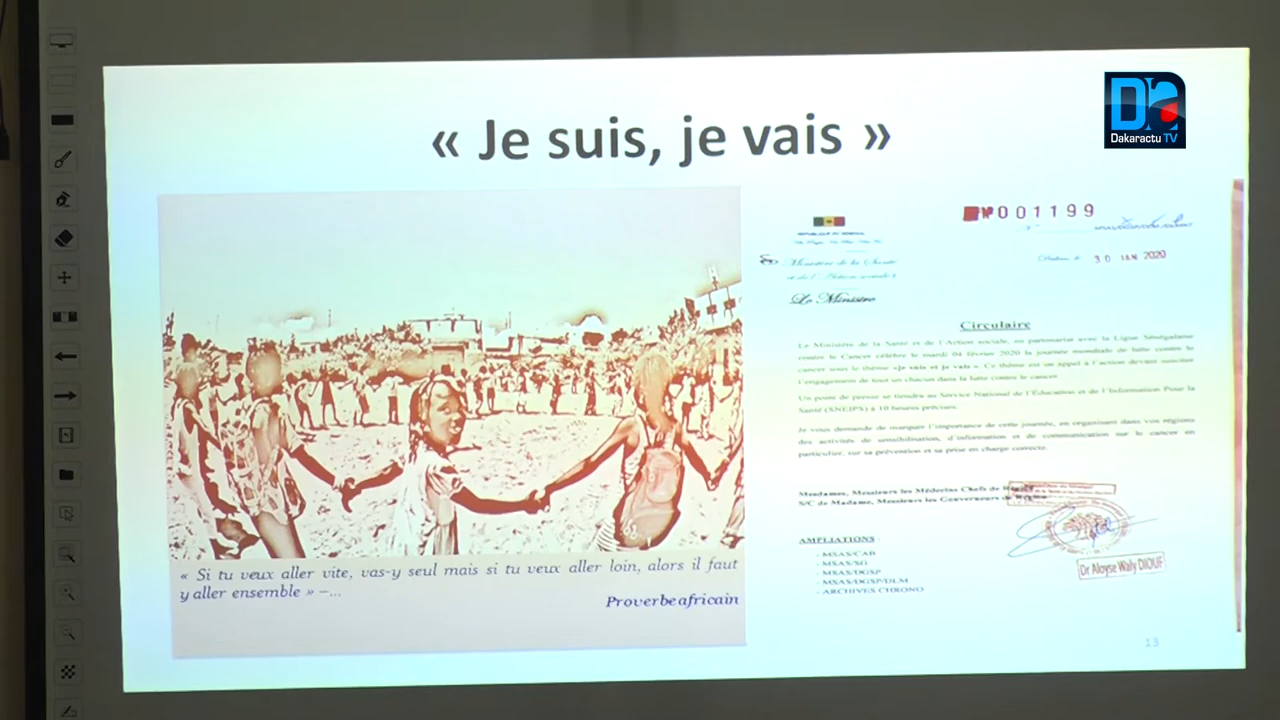 « Je suis, je vais »
Da
Dakaractu TV
« Si tu veux aller vite, vas-y seul mais si tu veux aller loin, alors il faut
y aller ensemble » –...
Proverbe africain
N° 001199
Ministère de la Santé
et de l'Action sociale
Le Ministre
30 JAN 2020
Circulaire
Le Ministère de la Santé et de l'Action sociale, en partenariat avec la Ligue Sénégalaise
contre le Cancer célèbre le mardi 04 février 2020 la journée mondiale de lutte contre le
cancer sous le thème «je suis et je vais ». Ce thème est un appel à l'action devant susciter
l'engagement de tout un chacun dans la lutte contre le cancer.
Un point de presse se tiendra au Service National de l'Éducation et de l'Information Pour la
Santé (SNEIPS) à 10 heures précises.
Je vous demande de marquer l'importance de cette journée, en organisant dans vos régions
des activités de sensibilisation, d'information et de communication sur le cancer en
particulier, sur sa prévention et sa prise en charge correcte.
Mesdames, Messieurs les Médecins Chefs de
S/C de Madame, Messieurs les Gouverneurs de
AMPLIATIONS
- MSAS/CAB
- MSAS/SG
- MSAS/DGSP
- MSAS/DGSP/DLM
- ARCHIVES CHRONO
Dr Aloyse Waly DIOUF
13